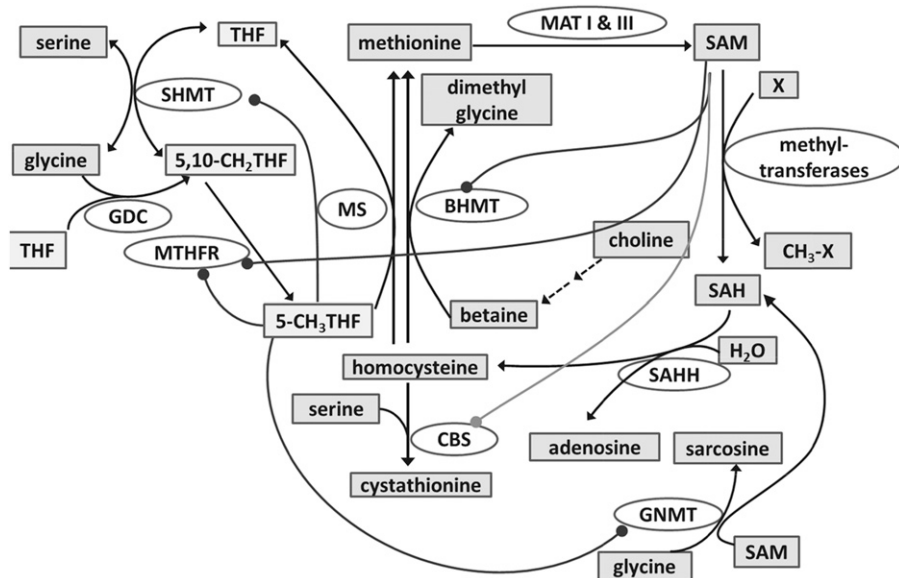 serine
THF
methionine
MAT I & III
SAM
SHMT
dimethyl
glycine
X
glycine
5,10-CH₂THF
methyl-
transferases
GDC
MS
BHMT
THF
MTHFR
choline
CH₃-X
5-CH₃THF
betaine
SAH
homocysteine
H₂O
SAHH
serine
CBS
adenosine
sarcosine
cystathionine
GNMT
glycine
SAM